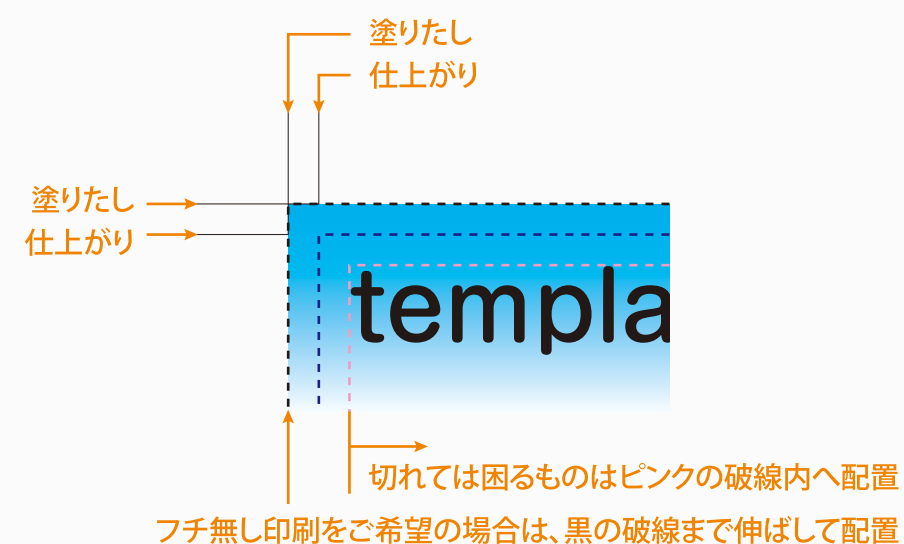 塗りたし
仕上がり
塗りたし
仕上がり
templa
切れては困るものはピンクの破線内へ配置
フチ無し印刷をご希望の場合は、黒の破線まで伸ばして配置